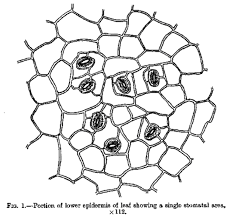 Fig. 1.—Portion of lower epidermis of leaf showing a single stomatal area,
×112.